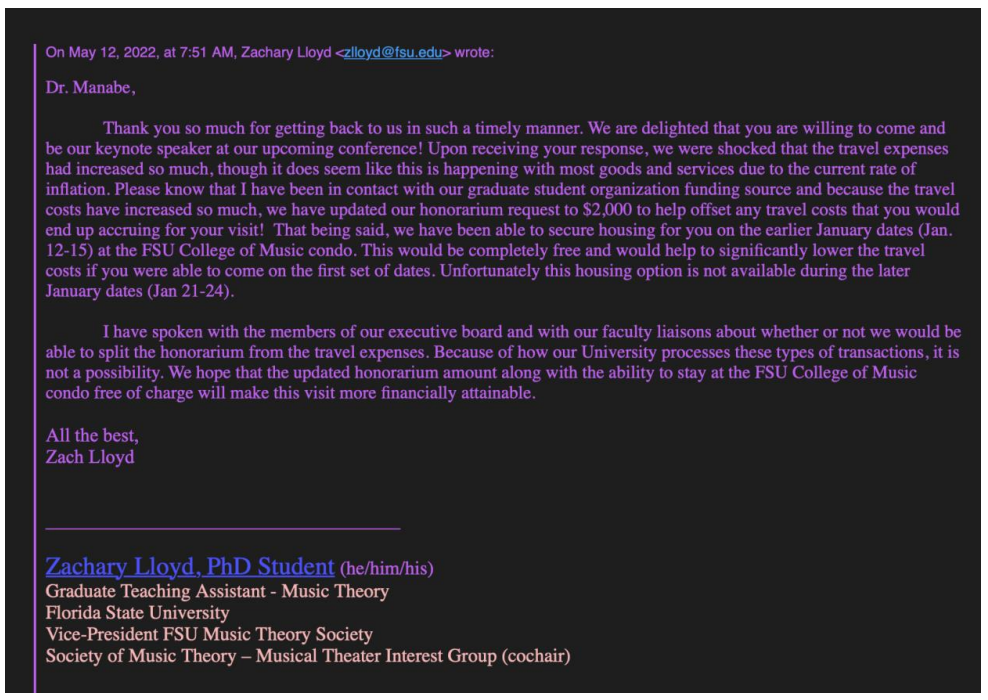 On May 12, 2022, at 7:51 AM, Zachary Lloyd <zlloyd@fsu.edu> wrote:
Dr. Manabe,
Thank you so much for getting back to us in such a timely manner. We are delighted that you are willing to come and
be our keynote speaker at our upcoming conference! Upon receiving your response, we were shocked that the travel expenses
had increased so much, though it does seem like this is happening with most goods and services due to the current rate of
inflation. Please know that I have been in contact with our graduate student organization funding source and because the travel
costs have increased so much, we have updated our honorarium request to $2,000 to help offset any travel costs that you would
end up accruing for your visit!  That being said, we have been able to secure housing for you on the earlier January dates (Jan.
12-15) at the FSU College of Music condo. This would be completely free and would help to significantly lower the travel
costs if you were able to come on the first set of dates. Unfortunately this housing option is not available during the later
January dates (Jan 21-24).
I have spoken with the members of our executive board and with our faculty liaisons about whether or not we would be
able to split the honorarium from the travel expenses. Because of how our University processes these types of transactions, it is
not a possibility. We hope that the updated honorarium amount along with the ability to stay at the FSU College of Music
condo free of charge will make this visit more financially attainable.
All the best,
Zach Lloyd
Zachary Lloyd, PhD Student (he/him/his)
Graduate Teaching Assistant - Music Theory
Florida State University
Vice-President FSU Music Theory Society
Society of Music Theory – Musical Theater Interest Group (cochair)